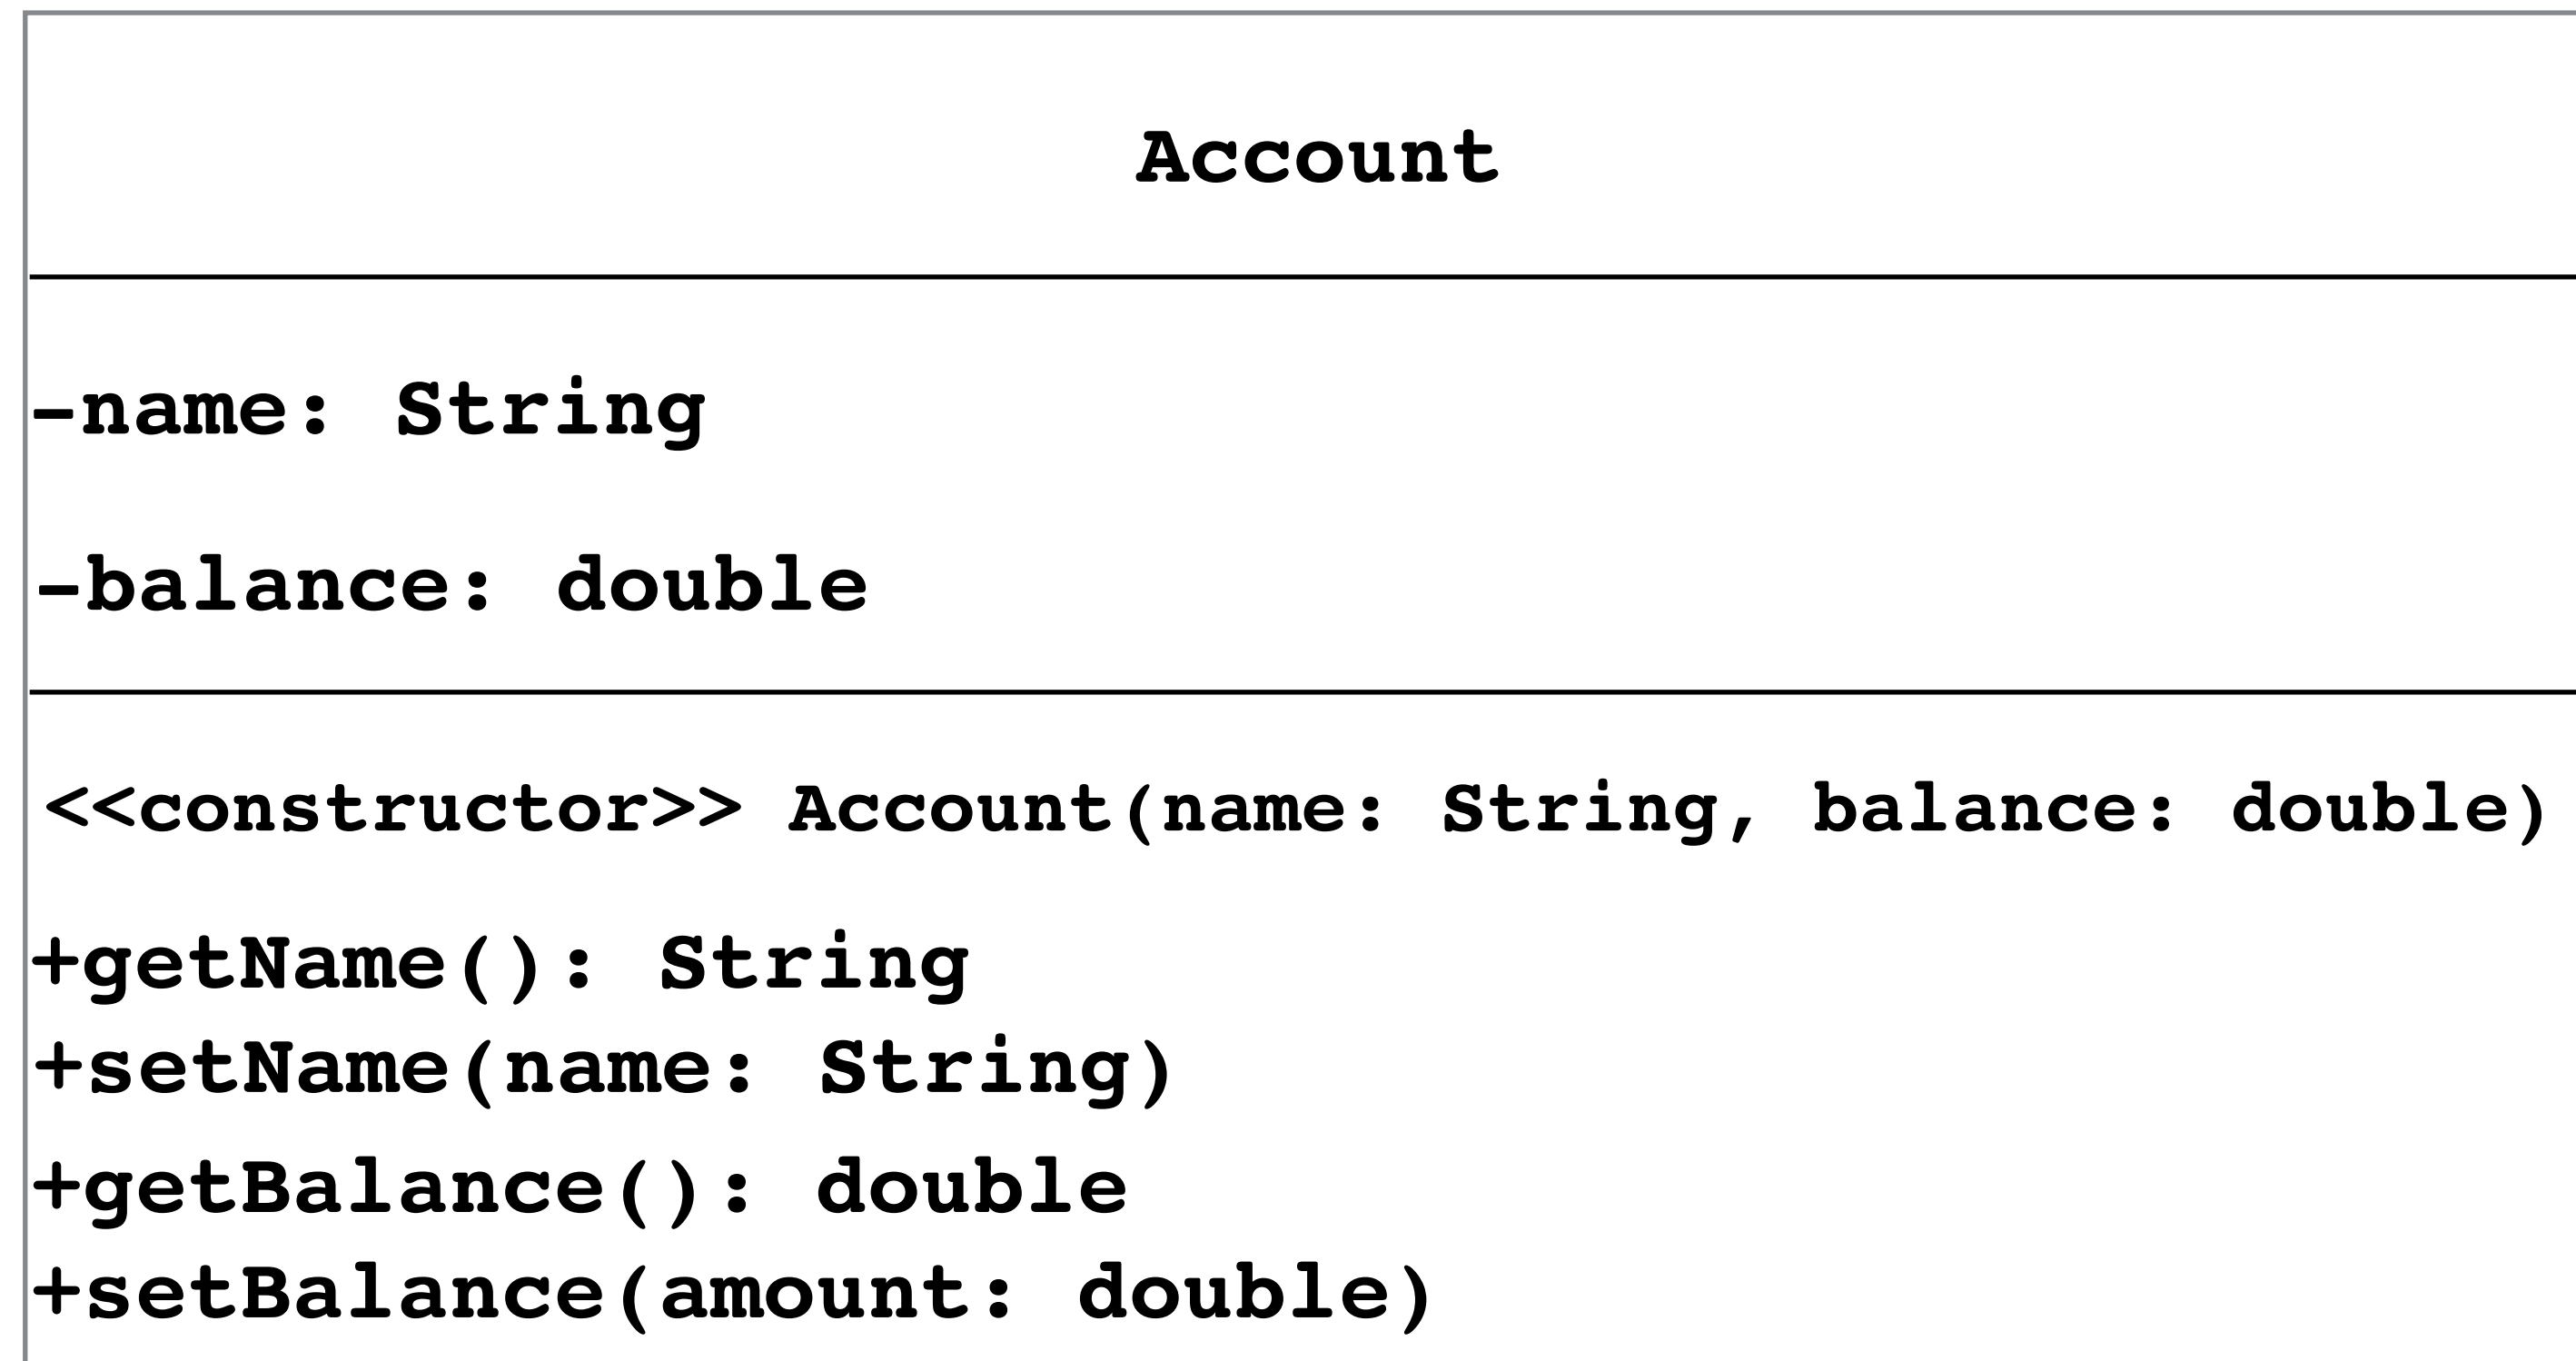 Account
-name: String
-balance: double
<<constructor>> Account(name: String, balance: double)
+getName(): String
+setName(name: String)
+getBalance(): double
+setBalance(amount: double)